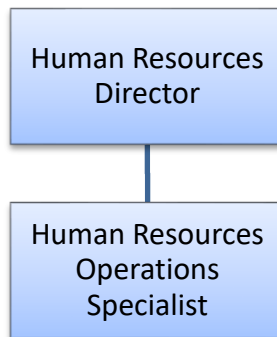 Human Resources
Director
Human Resources
Operations
Specialist